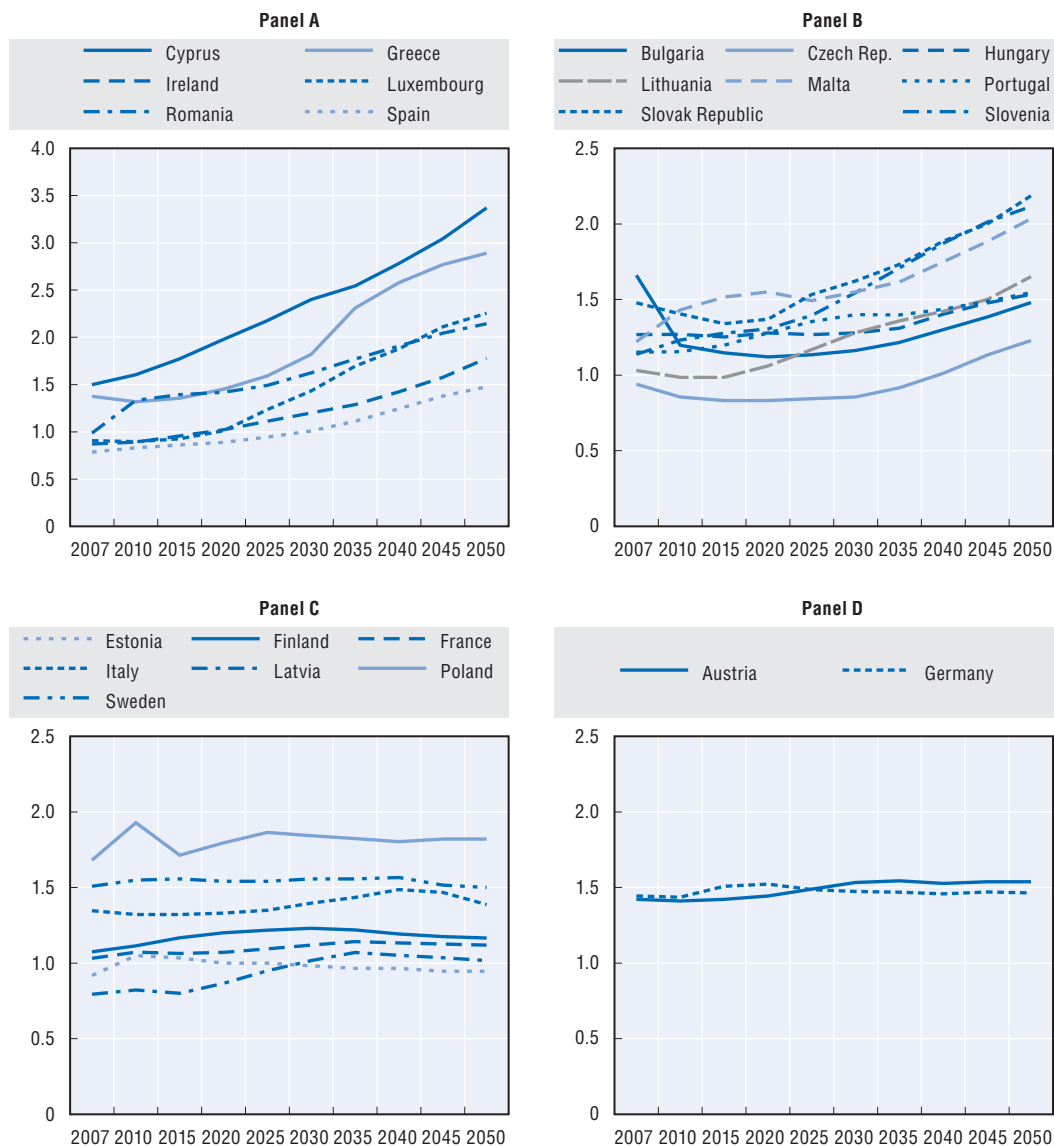 Panel A
Cyprus Greece
Ireland Luxembourg
Romania Spain
4.0
3.5
3.0
2.5
2.0
1.5
1.0
0.5
0
2007 2010 2015 2020 2025 2030 2035 2040 2045 2050
Panel B
Bulgaria Czech Rep. Hungary
Lithuania Malta Portugal
Slovak Republic Slovenia
2.5
2.0
1.5
1.0
0.5
0
2007 2010 2015 2020 2025 2030 2035 2040 2045 2050
Panel C
Estonia Finland France
Italy Latvia Poland
Sweden
2.5
2.0
1.5
1.0
0.5
0
2007 2010 2015 2020 2025 2030 2035 2040 2045 2050
Panel D
Austria Germany
2.5
2.0
1.5
1.0
0.5
0
2007 2010 2015 2020 2025 2030 2035 2040 2045 2050